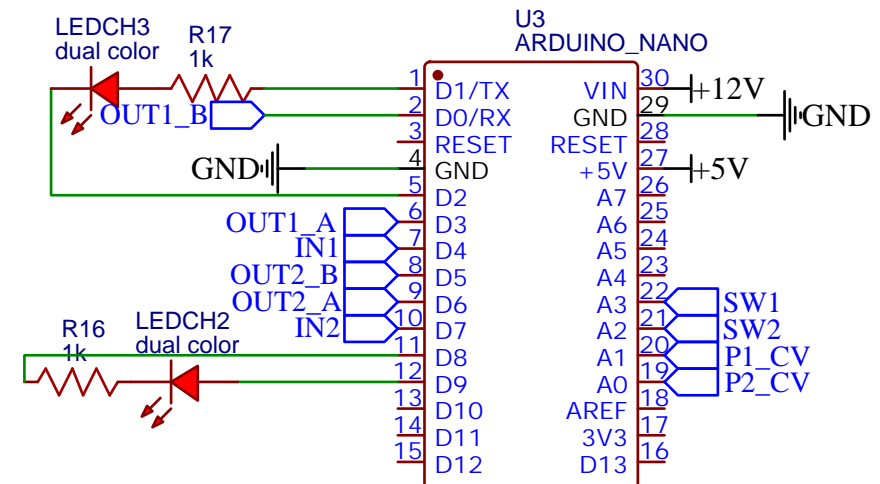 LEDCH3
dual color
R17
1k
OUT1_B
GND
OUT1_A
IN1
OUT2_B
OUT2_A
IN2
R16
1k
LEDCH2
dual color
U3
ARDUINO_NANO
1 D1/TX VIN 30 +12V
2 D0/RX GND 29 GND
3 RESET RESET 28
4 GND +5V 27 +5V
5 D2 A7 26
6 D3 A6 25
7 D4 A5 24
8 D5 A4 23
9 D6 A3 22 SW1
10 D7 A2 21 SW2
11 D8 A1 20 P1_CV
12 D9 A0 19 P2_CV
13 D10 AREF 18
14 D11 3V3 17
15 D12 D13 16